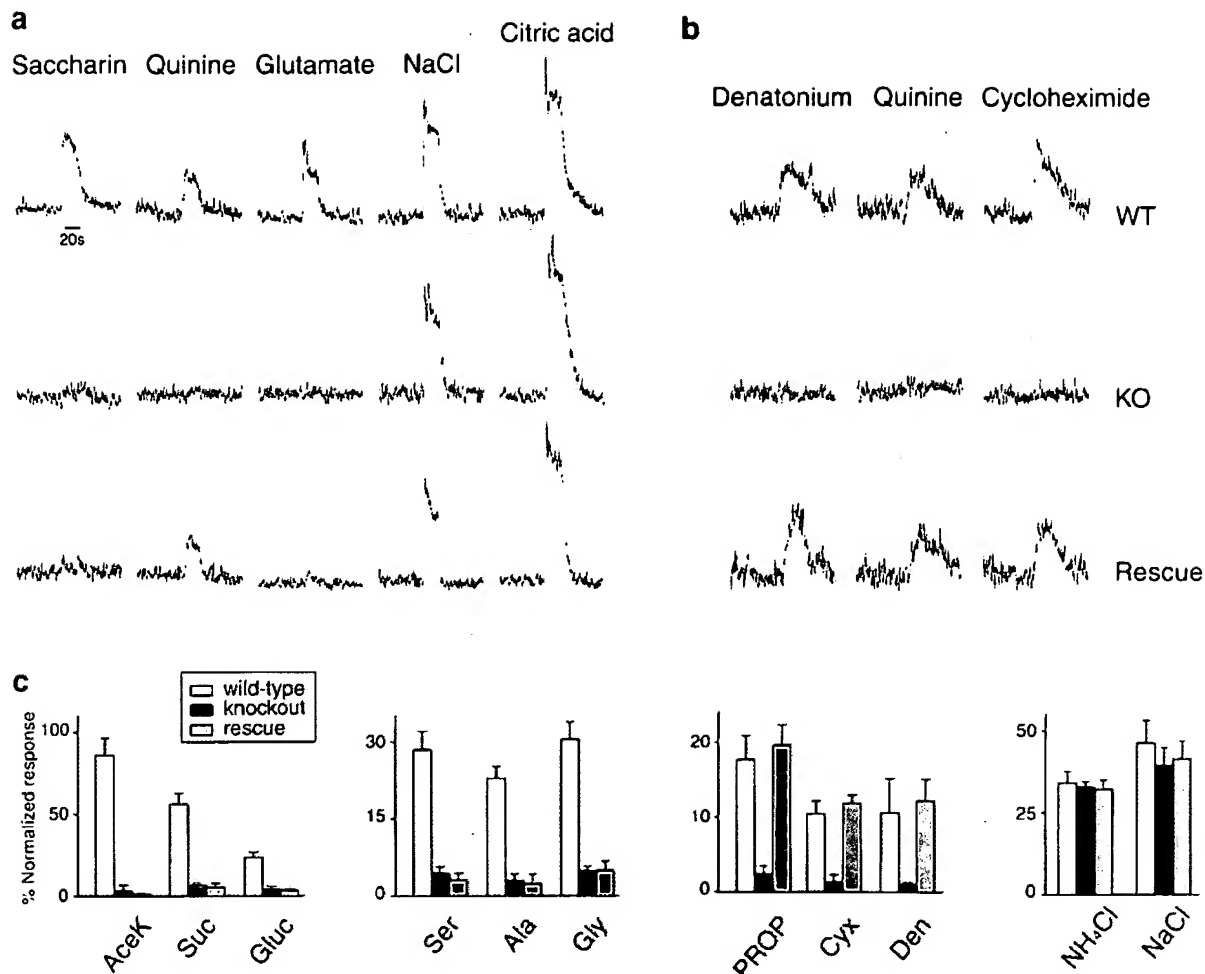 a
Citric acid
Saccharin Quinine Glutamate NaCl
20s
b
Denatonium Quinine Cycloheximide
WT
KO
Rescue
c
wild-type
knockout
rescue
% Normalized response
100
50
0
AceK Suc Gluc
30
15
0
Ser Ala Gly
20
10
0
PROP Cyx Den
50
25
0
NH4Cl NaCl